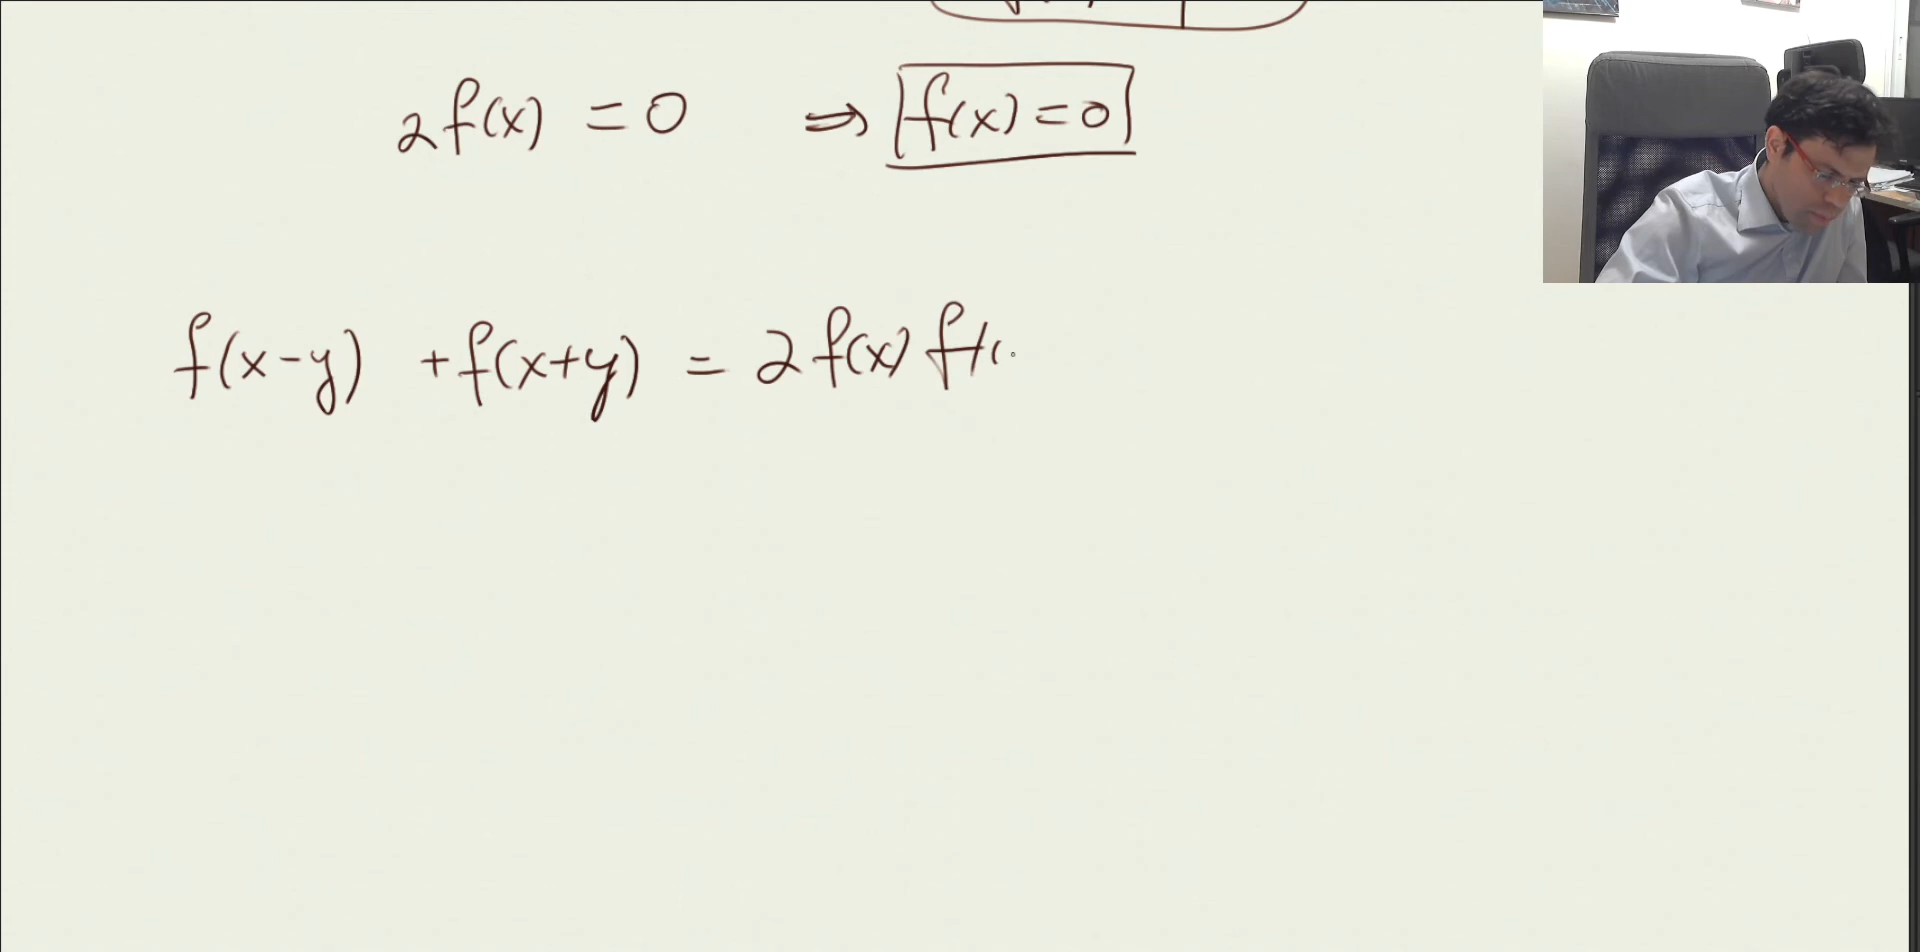 2f(x) = 0 ⇒ f(x) = 0
f(x-y) + f(x+y) = 2f(x) f(